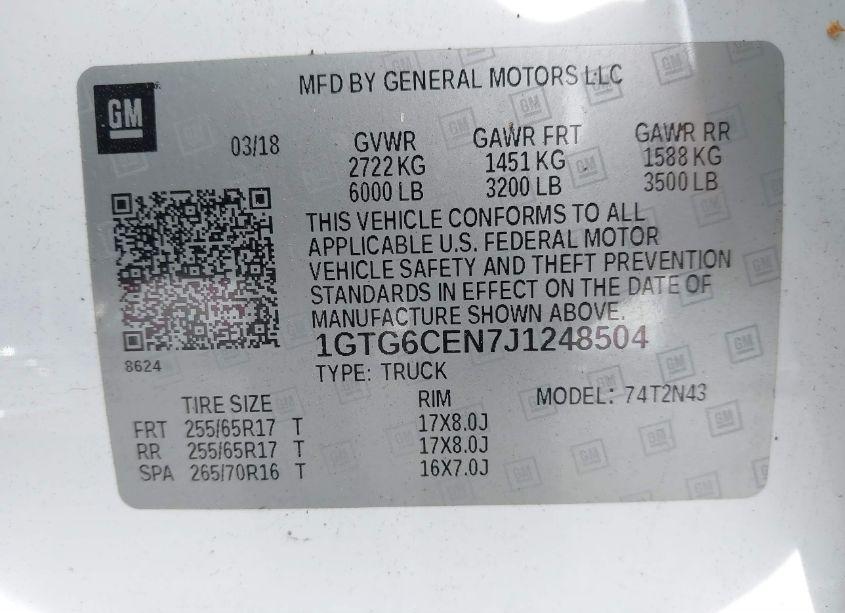 GM
MFD BY GENERAL MOTORS LLC
03/18 GVWR GAWR FRT GAWR RR
2722 KG 1451 KG 1588 KG
6000 LB 3200 LB 3500 LB
THIS VEHICLE CONFORMS TO ALL
APPLICABLE U.S. FEDERAL MOTOR
VEHICLE SAFETY AND THEFT PREVENTION
STANDARDS IN EFFECT ON THE DATE OF
MANUFACTURE SHOWN ABOVE.
1GTG6CEN7J1248504
8624
TYPE: TRUCK
TIRE SIZE RIM MODEL: 74T2N43
FRT 255/65R17 T 17X8.0J
RR 255/65R17 T 17X8.0J
SPA 265/70R16 T 16X7.0J